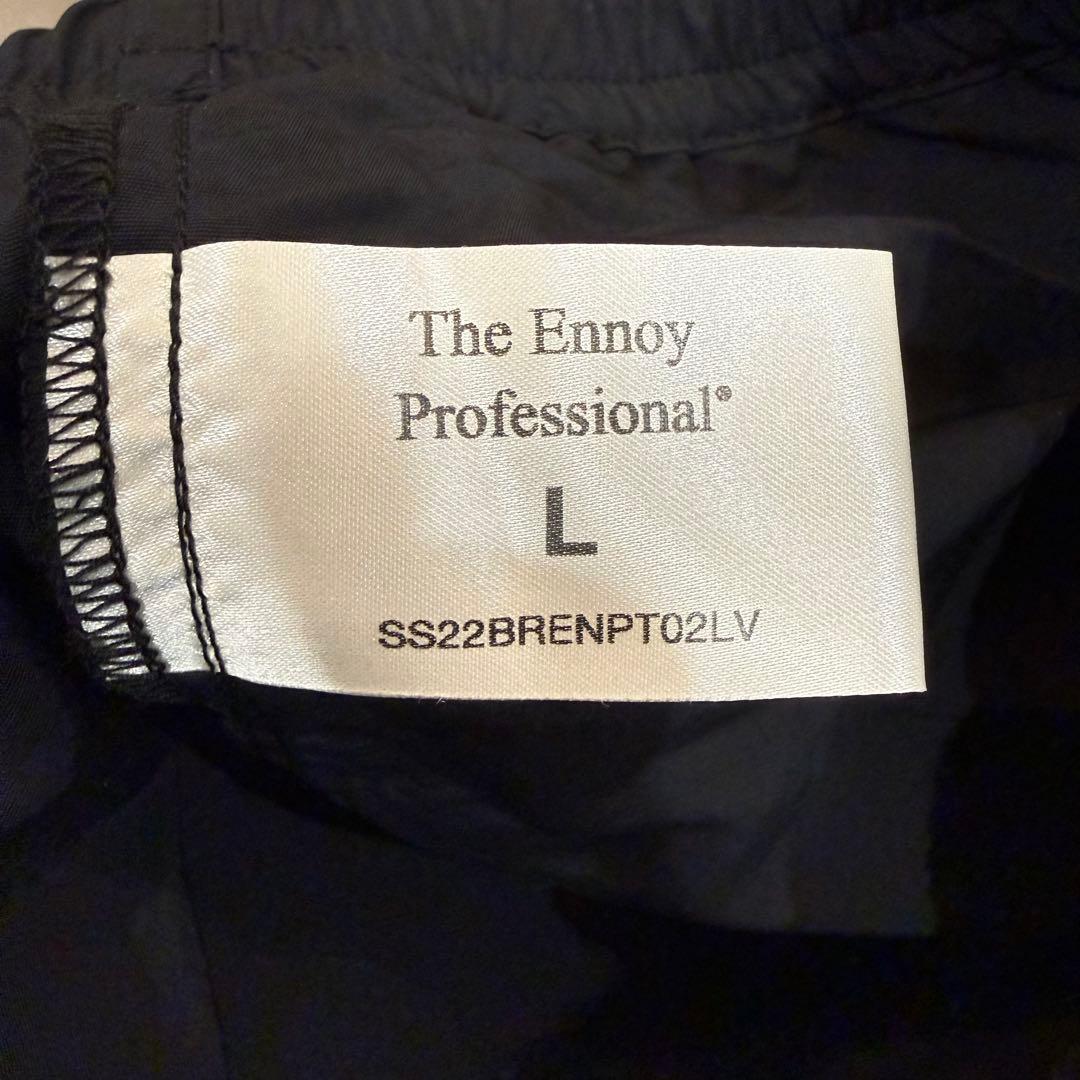 The Ennoy
Professional®
L
SS22BRENPT02LV